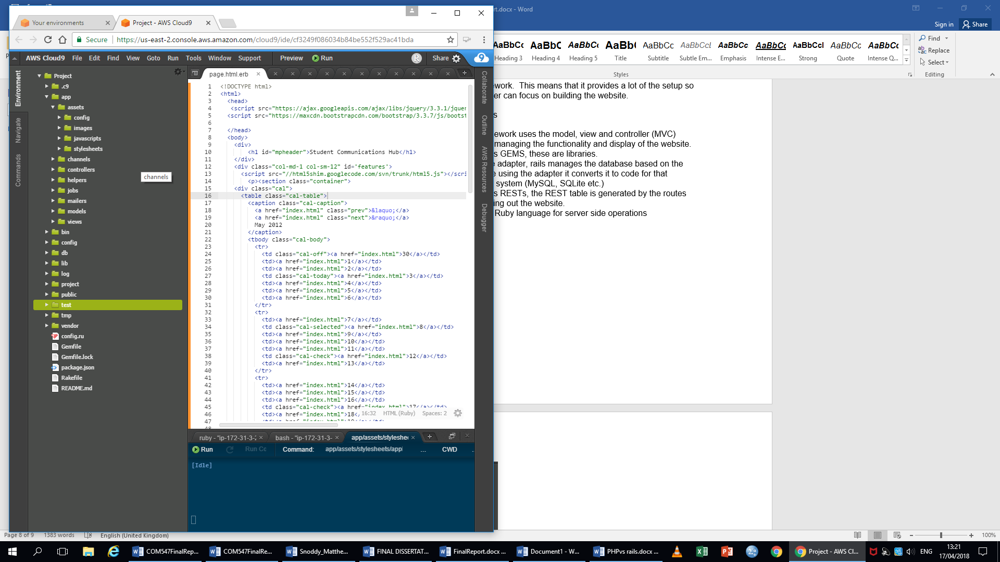 rt.docx - Word
Sign in
Share
Your environments
Project - AWS Cloud9
Secure
https://us-east-2.console.aws.amazon.com/cloud9/ide/cf3249f086034b84be552f529ac41bda
AWS Cloud9 File Edit Find View Goto Run Tools Window Support Preview Run R Share
AaBbCc AaBbC AaBbCc AaBb( AaBbCc AaBbCcL AaBbCc AaBbCc AaBbCcl AaBbCc AaBbCc
Heading 3 Heading 4 Heading 5 Title Subtitle Subtle Em... Emphasis Intense E... Strong Quote Intense Q...
Styles
Find
Replace
Select
Editing
Environment
Navigate
Commands
Project
.c9
app
assets
config
images
javascripts
stylesheets
channels
controllers
helpers
jobs
mailers
models
views
bin
config
db
lib
log
project
public
test
tmp
vendor
config.ru
Gemfile
Gemfile.lock
package.json
Rakefile
README.md
channels
page.html.erb
1 <!DOCTYPE html>
2 <html>
3 <head>
4 <script src="https://ajax.googleapis.com/ajax/libs/jquery/3.3.1/jquer
5 <script src="https://maxcdn.bootstrapcdn.com/bootstrap/3.3.7/js/bootst
6
7 </head>
8 <body>
9 <div>
10 <h1 id="mpheader">Student Communications Hub</h1>
11 </div>
12 <div class="col-md-1 col-sm-12" id='features'>
13 <script src="//html5shim.googlecode.com/svn/trunk/html5.js"></scri
14 <p><section class="container">
15 <div class="cal">
16 <table class="cal-table">
17 <caption class="cal-caption">
18 <a href="index.html" class="prev">&laquo;</a>
19 <a href="index.html" class="next">&raquo;</a>
20 May 2012
21 </caption>
22 <tbody class="cal-body">
23 <tr>
24 <td class="cal-off"><a href="index.html">30</a></td>
25 <td><a href="index.html">1</a></td>
26 <td><a href="index.html">2</a></td>
27 <td class="cal-today"><a href="index.html">3</a></td>
28 <td><a href="index.html">4</a></td>
29 <td><a href="index.html">5</a></td>
30 <td><a href="index.html">6</a></td>
31 </tr>
32 <tr>
33 <td><a href="index.html">7</a></td>
34 <td class="cal-selected"><a href="index.html">8</a></td>
35 <td><a href="index.html">9</a></td>
36 <td><a href="index.html">10</a></td>
37 <td><a href="index.html">11</a></td>
38 <td class="cal-check"><a href="index.html">12</a></td>
39 <td><a href="index.html">13</a></td>
40 </tr>
41 <tr>
42 <td><a href="index.html">14</a></td>
43 <td><a href="index.html">15</a></td>
44 <td><a href="index.html">16</a></td>
45 <td class="cal-check"><a href="index.html">17</a></td>
46 <td><a href="index.html">18</
47
48
16:32 HTML (Ruby) Spaces: 2
Collaborate
Outline
AWS Resources
Debugger
ruby - "ip-172-31-3-2
bash - "ip-172-31-3-
app/assets/styleshee
Run
Command:
app/assets/stylesheets/appl
...
CWD
[Idle]
work. This means that it provides a lot of the setup so
er can focus on building the website.
s
ework uses the model, view and controller (MVC)
managing the functionality and display of the website.
s GEMS, these are libraries.
e adapter, rails manages the database based on the
e using the adapter it converts it to code for that
system (MySQL, SQLite etc.)
s RESTs, the REST table is generated by the routes
ing out the website.
Ruby language for server side operations
Page 8 of 9 1383 words English (United Kingdom)
100%
COM547FinalRep...
COM547FinalRe...
Snoddy_Matthe...
FINAL DISSERTAT...
FinalReport.docx ...
Document1 - W...
PHPvs rails.docx ...
Project - AWS Cl...
ENG
13:21
17/04/2018